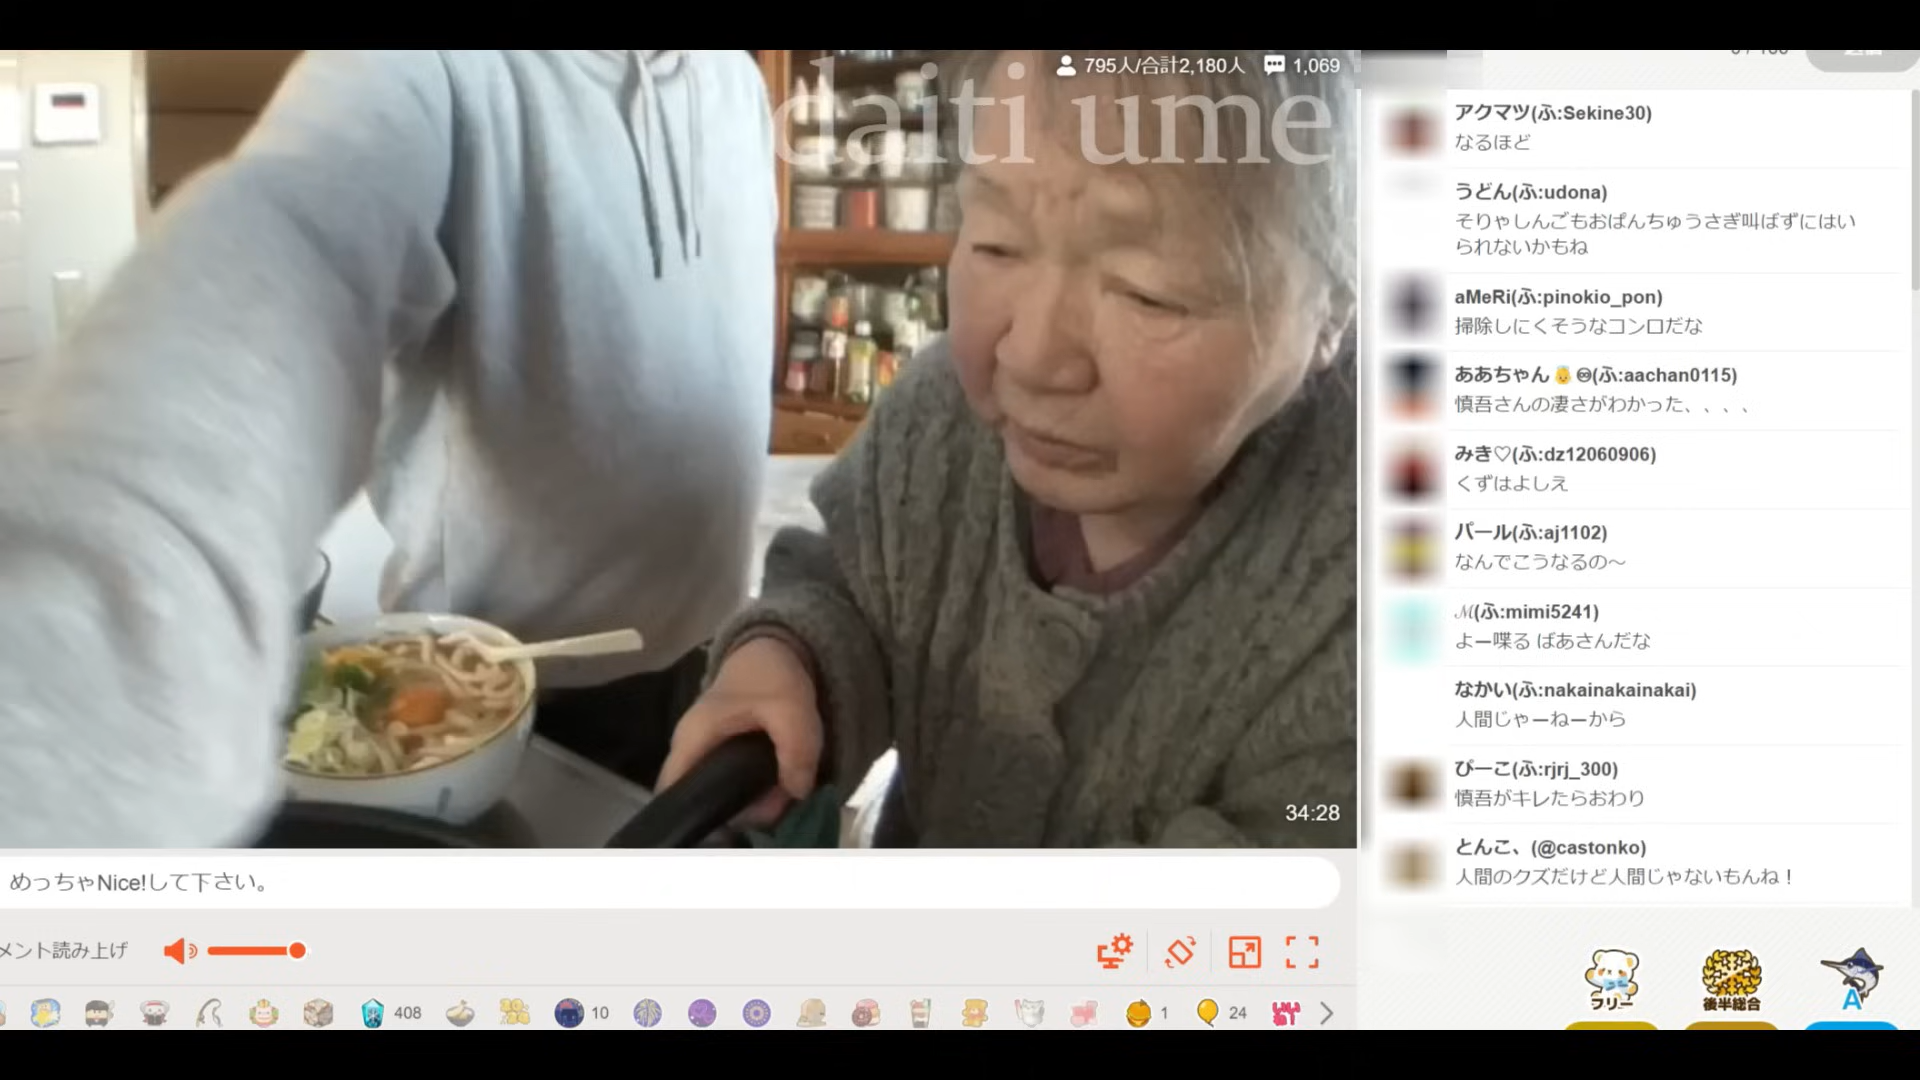 795人/合計2,180人 1,069
daiti ume
34:28
めっちゃNice!して下さい。
メント読み上げ
408
10
1
24
アクマツ(ふ:Sekine30)
なるほど
うどん(ふ:udona)
そりゃしんごもおぱんちゅうさぎ叫ばずにはい
られないかもね
aMeRi(ふ:pinokio_pon)
掃除しにくそうなコンロだな
ああちゃん👼♾(ふ:aachan0115)
慎吾さんの凄さがわかった、、、、
みき♡(ふ:dz12060906)
くずはよしえ
パール(ふ:aj1102)
なんでこうなるの〜
ℳ(ふ:mimi5241)
よー喋る ばあさんだな
なかい(ふ:nakainakainakai)
人間じゃーねーから
ぴーこ(ふ:rjrj_300)
慎吾がキレたらおわり
とんこ、(@castonko)
人間のクズだけど人間じゃないもんね！
フリー
後半総合
A